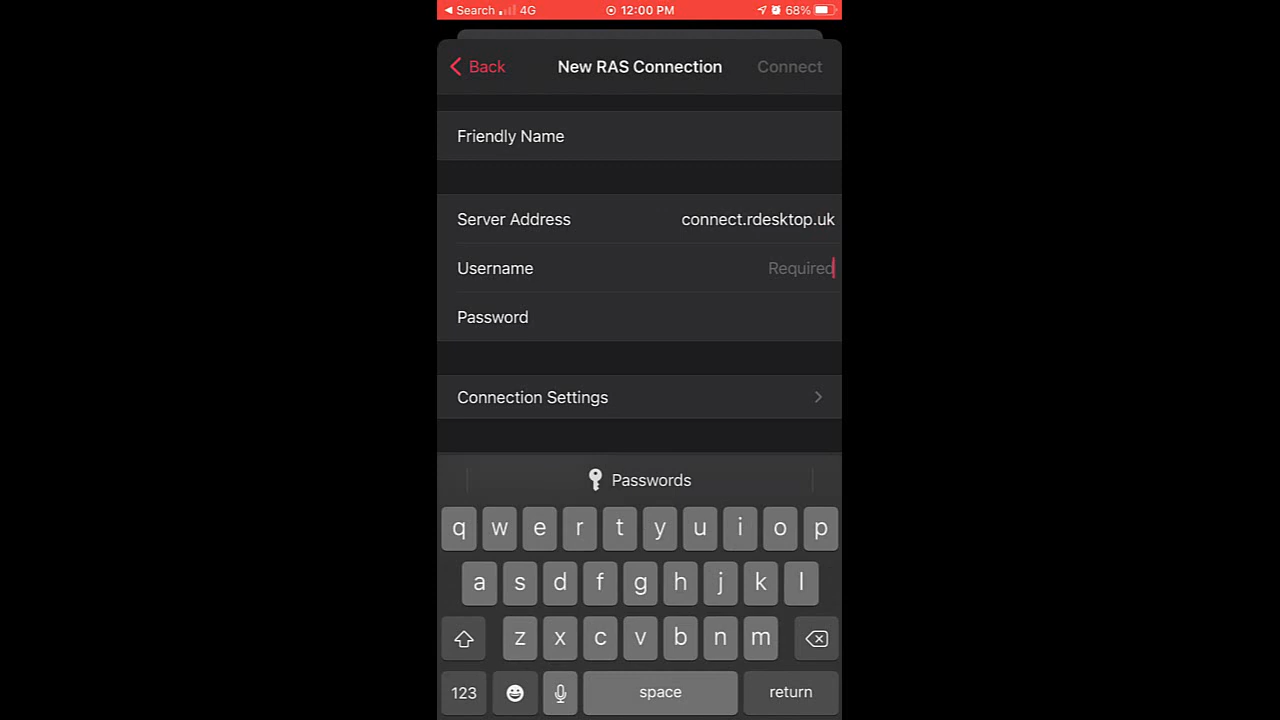 Search 4G 12:00 PM 68%
Back New RAS Connection Connect
Friendly Name
Server Address connect.rdesktop.uk
Username Required
Password
Connection Settings
Passwords
q w e r t y u i o p
a s d f g h j k l
z x c v b n m
123 space return